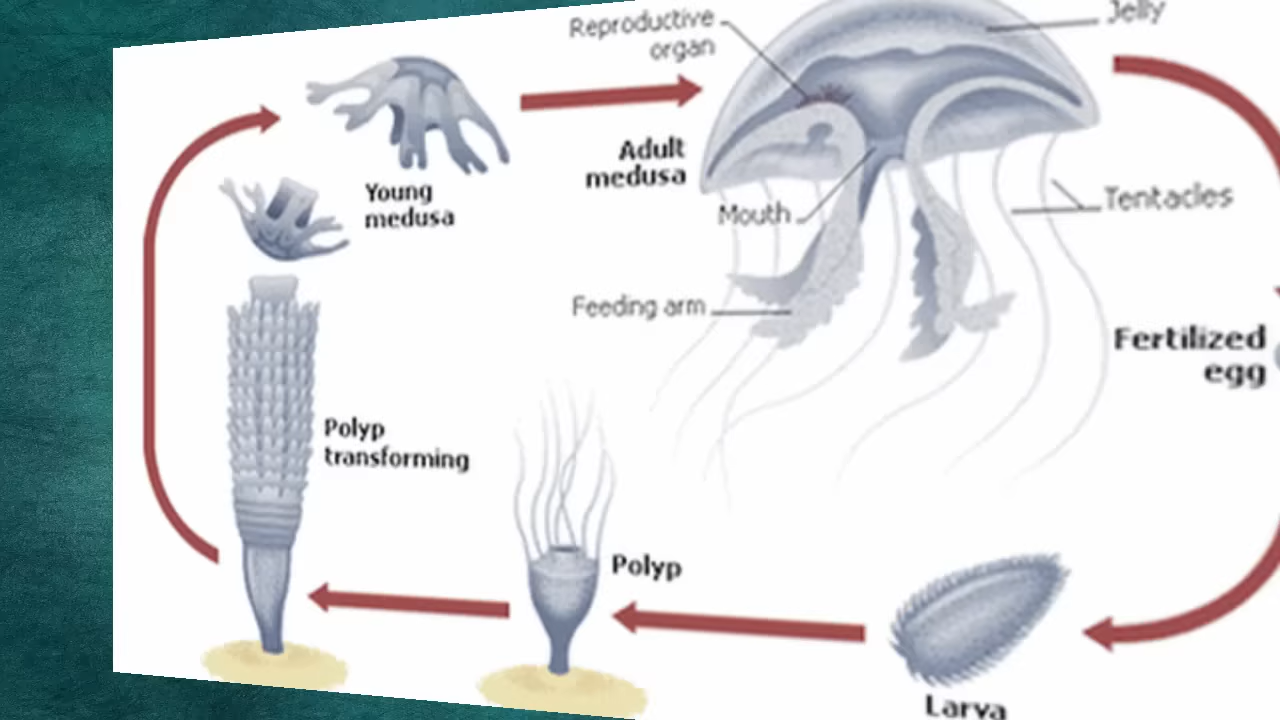 Reproductive
organ
Jelly
Adult
medusa
Young
medusa
Mouth
Tentacles
Feeding arm
Fertilized
egg
Polyp
transforming
Polyp
Larva